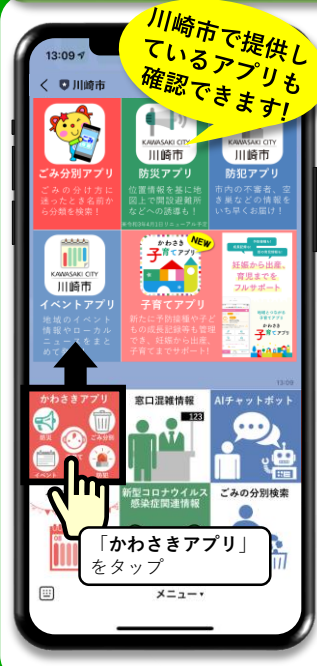 川崎市で提供し
ているアプリも
確認できます!
13:09
川崎市
KAWASAKI CITY
川崎市
KAWASAKI CITY
川崎市
ごみ分別アプリ
防災アプリ
防犯アプリ
ごみの分け方に
迷ったとき名前か
ら分類を検索!
位置情報を基に地
図上で開設避難所
などへの誘導も!
市内の不審者、空
き巣などの情報を
いち早くお届け!
KAWASAKI CITY
川崎市
かわさき
子育てアプリ
NEW
妊娠から出産、
育児までを
フルサポート
かわさき
子育てアプリ
イベントアプリ
子育てアプリ
地域のイベント
情報やローカル
ニュースをまと
めて
新たに予防接種や子ど
もの成長記録等も管理
でき、妊娠から出産、
子育てまでサポート!
13:09
かわさきアプリ
窓口混雑情報
AIチャットボット
防災
ごみ分別
イベント
防犯
123
新型コロナウイルス
感染症関連情報
ごみの分別検索
「かわさきアプリ」
をタップ
メニュー▾